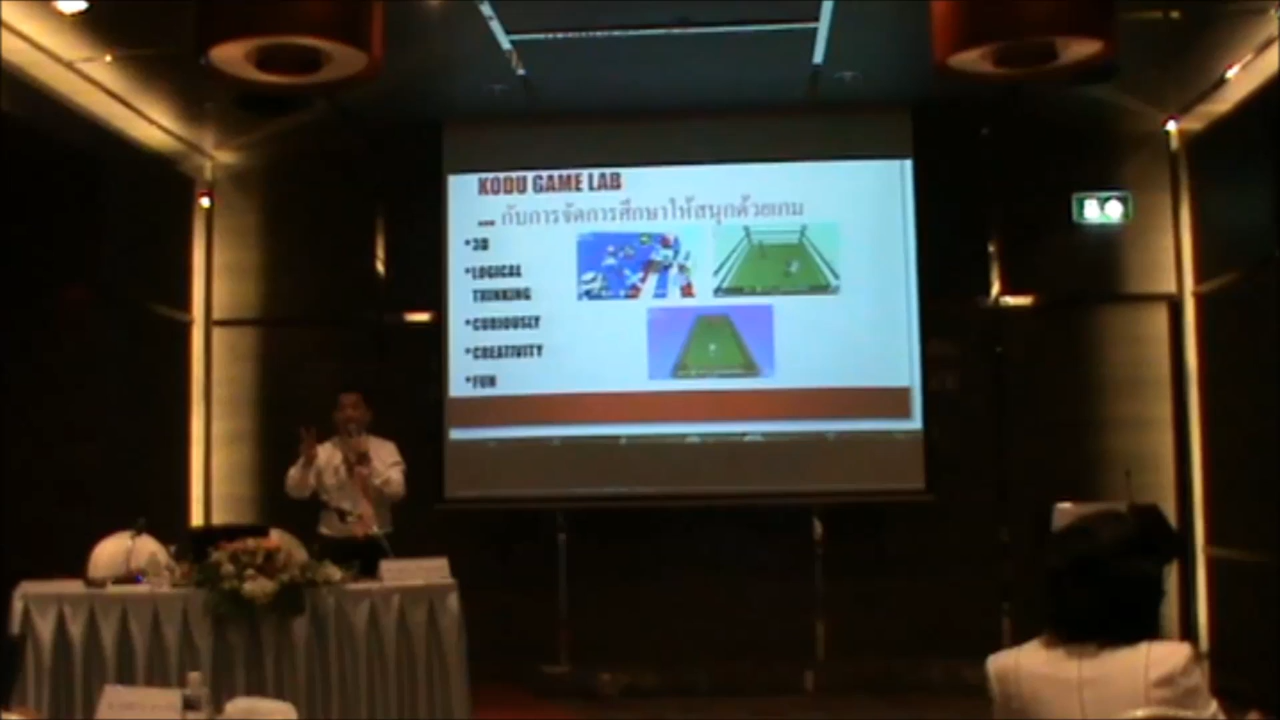 KODU GAME LAB
... กับการจัดการศึกษาให้สนุกด้วยเกม
*3D
*LOGICAL
THINKING
*CURIOUSLY
*CREATIVITY
*FUN